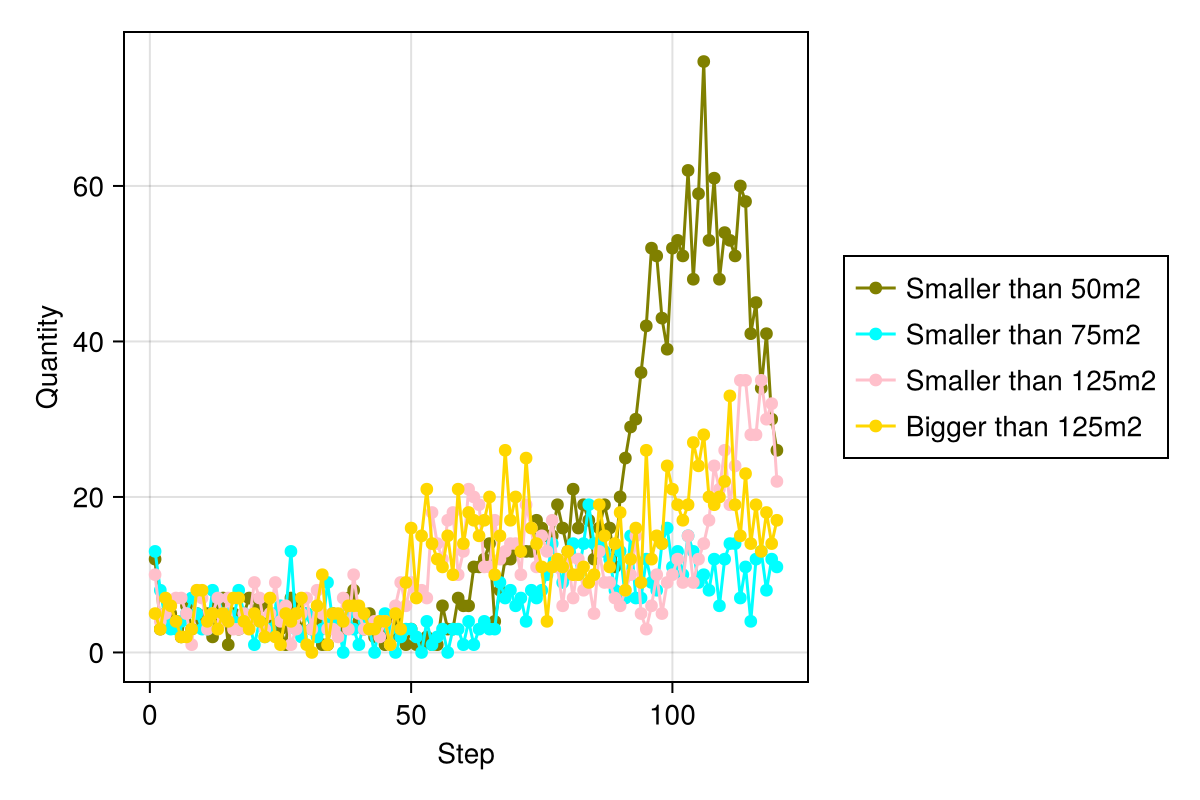 60
40
20
0
Quantity
0
50
100
Step
Smaller than 50m2
Smaller than 75m2
Smaller than 125m2
Bigger than 125m2